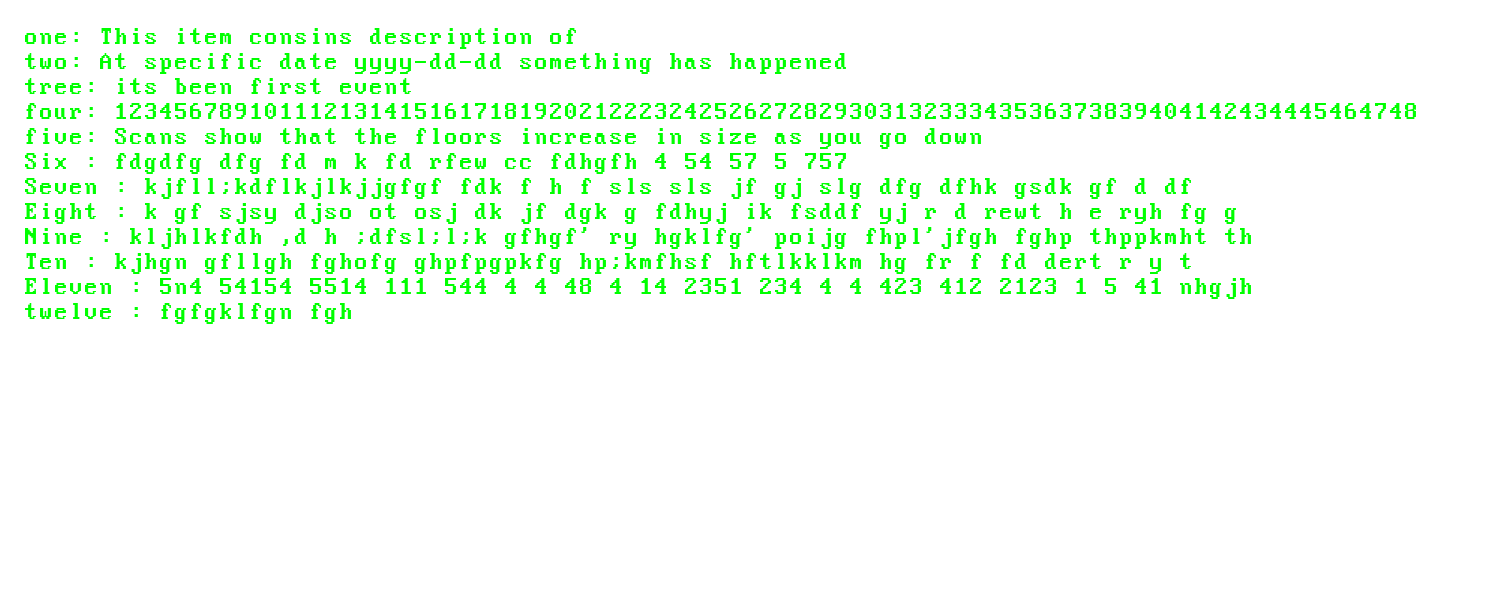 one: This item consins description of
two: At specific date yyyy-dd-dd something has happened
tree: its been first event
four: 123456789101112131415161718192021222324252627282930313233343536373839404142434445464748
five: Scans show that the floors increase in size as you go down
Six : fdgdfg dfg fd m k fd rfew cc fdhgfh 4 54 57 5 757
Seven : kjfll;kdflkjlkjjgfgf fdk f h f sls sls jf gj slg dfg dfhk gsdk gf d df
Eight : k gf sjsy djso ot osj dk jf dgk g fdhyj ik fsddf yj r d rewt h e ryh fg g
Nine : kljhlkfdh ,d h ;dfsl;l;k gfhgf' ry hgklfg' poijg fhpl'jfgh fghp thppkmht th
Ten : kjhgn gfllgh fghofg ghpfpgpkfg hp;kmfhsf hftlkklkm hg fr f fd dert r y t
Eleven : 5n4 54154 5514 111 544 4 4 48 4 14 2351 234 4 4 423 412 2123 1 5 41 nhgjh
twelve : fgfgklfgn fgh